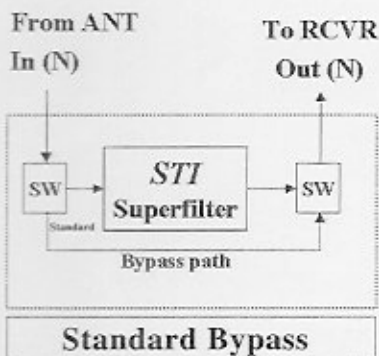 From ANT
In (N)
To RCVR
Out (N)
SW
STI
Superfilter
SW
Standard
Bypass path
Standard Bypass